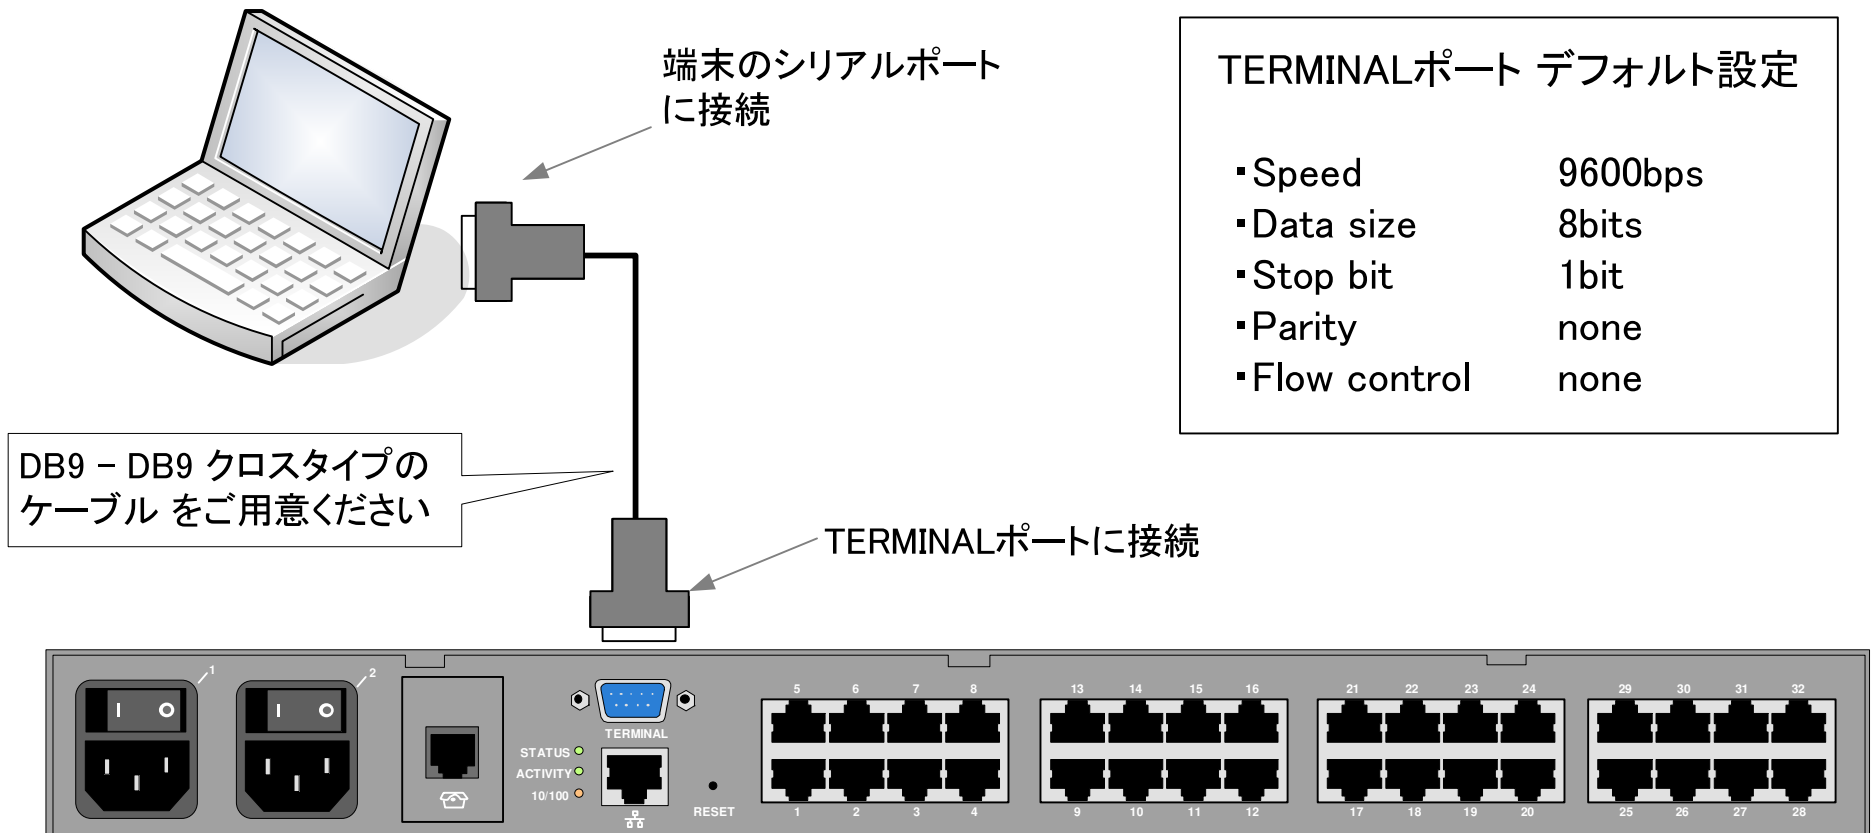 端末のシリアルポート
に接続
TERMINALポート デフォルト設定
・Speed 9600bps
・Data size 8bits
・Stop bit 1bit
・Parity none
・Flow control none
DB9 - DB9 クロスタイプの
ケーブル をご用意ください
TERMINALポートに接続
1
2
TERMINAL
STATUS
ACTIVITY
10/100
RESET
5 6 7 8
13 14 15 16
21 22 23 24
29 30 31 32
1 2 3 4
9 10 11 12
17 18 19 20
25 26 27 28